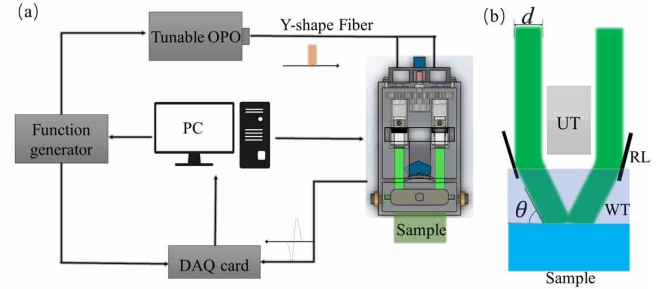 (a)
Tunable OPO
Y-shape Fiber
Function
generator
PC
Sample
DAQ card
(b)
d
UT
RL
θ
WT
Sample